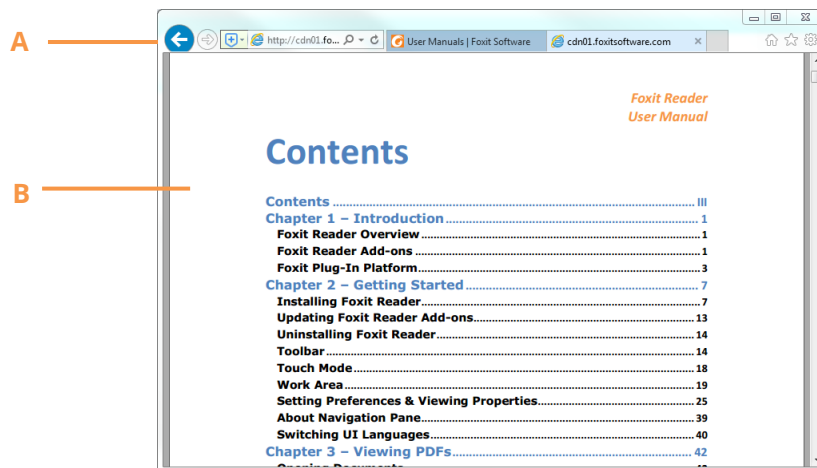 A
http://cdn01.fo... User Manuals | Foxit Software cdn01.foxitsoftware.com
Foxit Reader
User Manual
Contents
B
Contents ........ III
Chapter 1 – Introduction ........ 1
Foxit Reader Overview ........ 1
Foxit Reader Add-ons ........ 1
Foxit Plug-In Platform ........ 3
Chapter 2 – Getting Started ........ 7
Installing Foxit Reader ........ 7
Updating Foxit Reader Add-ons ........ 13
Uninstalling Foxit Reader ........ 14
Toolbar ........ 14
Touch Mode ........ 18
Work Area ........ 19
Setting Preferences & Viewing Properties ........ 25
About Navigation Pane ........ 39
Switching UI Languages ........ 40
Chapter 3 – Viewing PDFs ........ 42